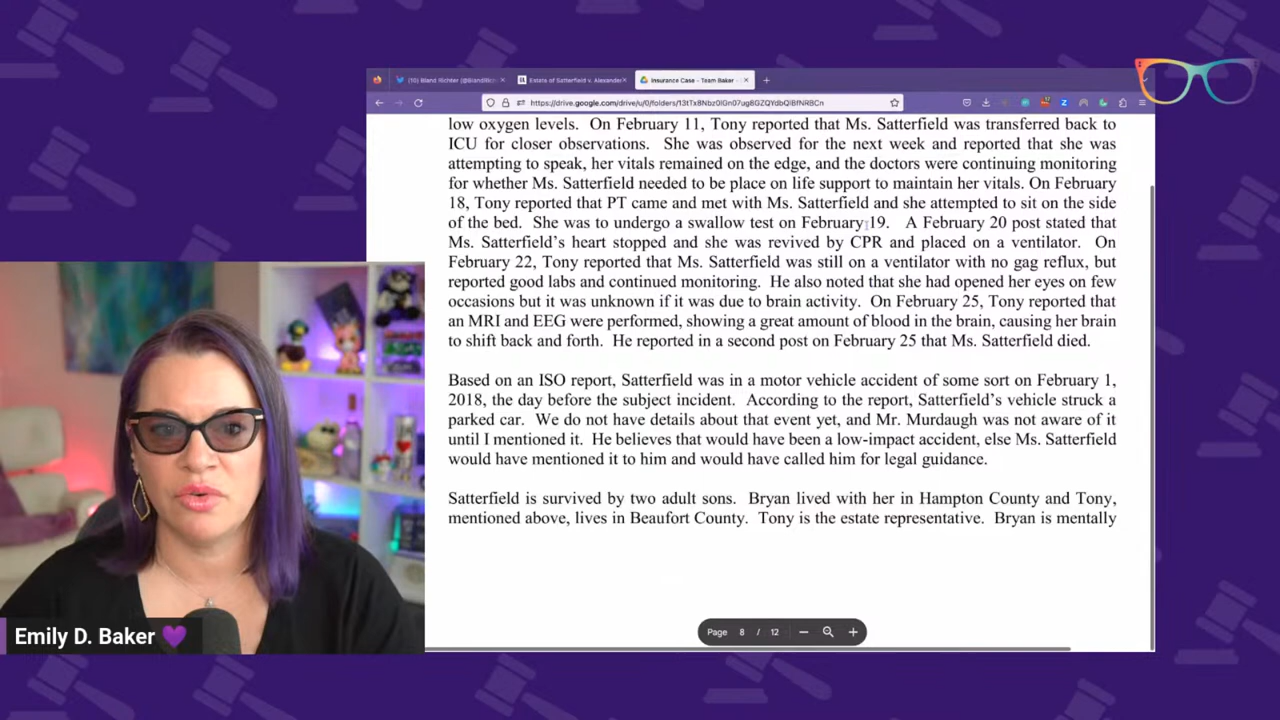 (10) Bland Richter (@BlandRich
Estate of Satterfield v. Alexander
Insurance Case - Team Baker -
low oxygen levels. On February 11, Tony reported that Ms. Satterfield was transferred back to
ICU for closer observations. She was observed for the next week and reported that she was
attempting to speak, her vitals remained on the edge, and the doctors were continuing monitoring
for whether Ms. Satterfield needed to be place on life support to maintain her vitals. On February
18, Tony reported that PT came and met with Ms. Satterfield and she attempted to sit on the side
of the bed. She was to undergo a swallow test on February 19. A February 20 post stated that
Ms. Satterfield's heart stopped and she was revived by CPR and placed on a ventilator. On
February 22, Tony reported that Ms. Satterfield was still on a ventilator with no gag reflux, but
reported good labs and continued monitoring. He also noted that she had opened her eyes on few
occasions but it was unknown if it was due to brain activity. On February 25, Tony reported that
an MRI and EEG were performed, showing a great amount of blood in the brain, causing her brain
to shift back and forth. He reported in a second post on February 25 that Ms. Satterfield died.
Based on an ISO report, Satterfield was in a motor vehicle accident of some sort on February 1,
2018, the day before the subject incident. According to the report, Satterfield's vehicle struck a
parked car. We do not have details about that event yet, and Mr. Murdaugh was not aware of it
until I mentioned it. He believes that would have been a low-impact accident, else Ms. Satterfield
would have mentioned it to him and would have called him for legal guidance.
Satterfield is survived by two adult sons. Bryan lived with her in Hampton County and Tony,
mentioned above, lives in Beaufort County. Tony is the estate representative. Bryan is mentally
Page 8 / 12
Emily D. Baker